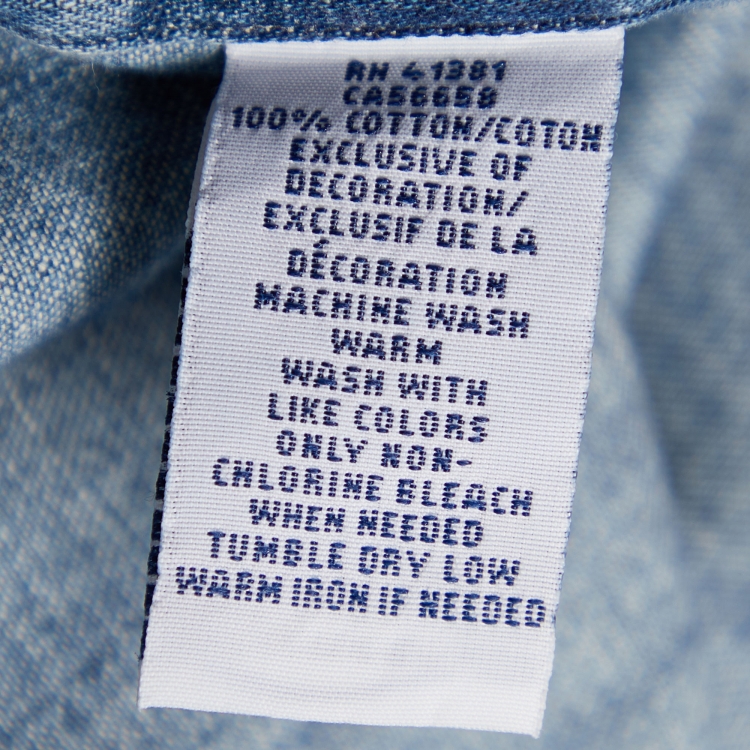 RN 41381
CA56658
100% COTTON/COTON
EXCLUSIVE OF
DECORATION/
EXCLUSIF DE LA
DÉCORATION
MACHINE WASH
WARM
WASH WITH
LIKE COLORS
ONLY NON-
CHLORINE BLEACH
WHEN NEEDED
TUMBLE DRY LOW
WARM IRON IF NEEDED